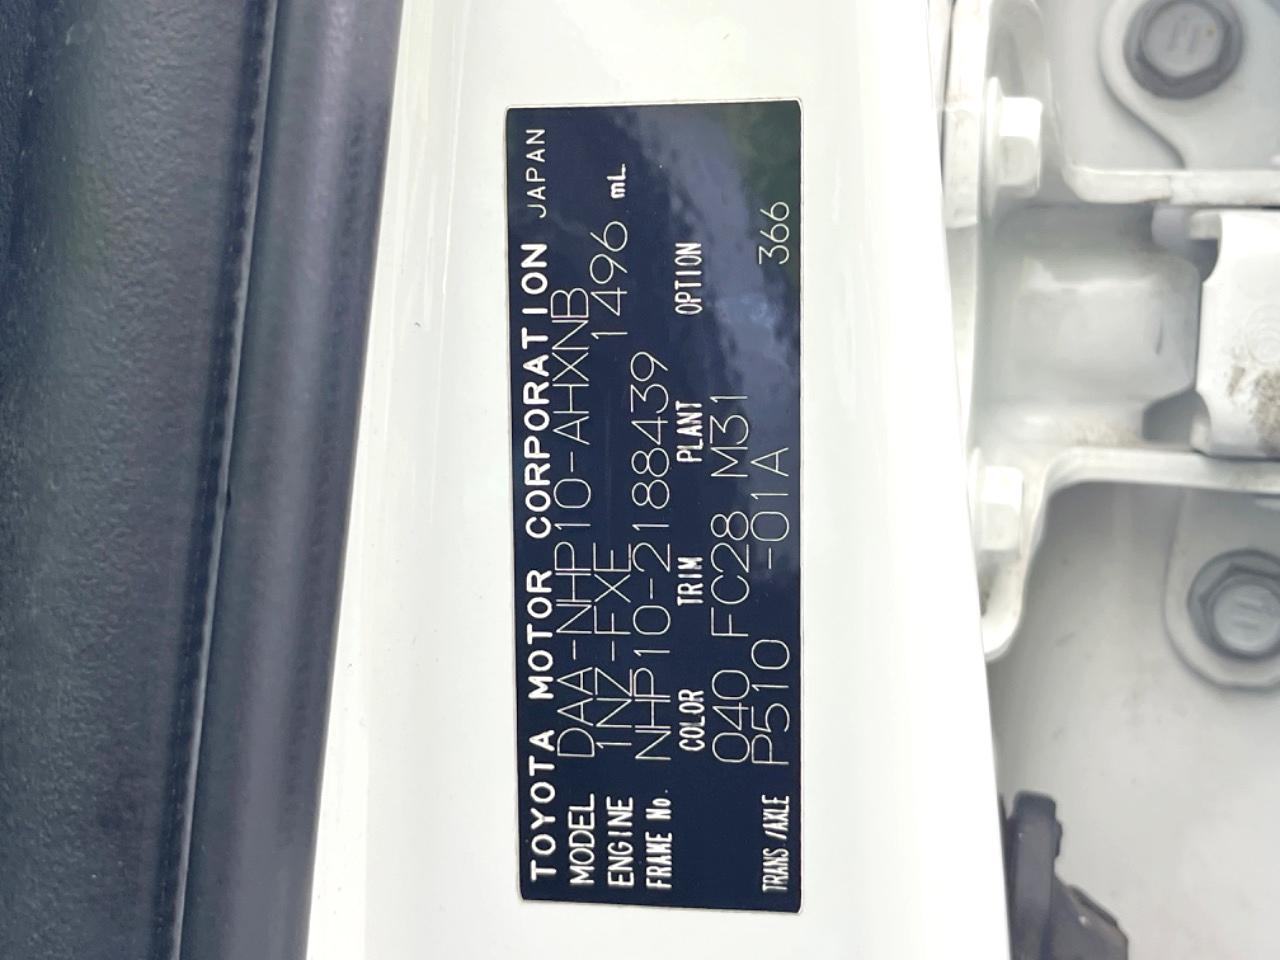 TOYOTA MOTOR CORPORATION JAPAN
MODEL DAA-NHP10-AHXNB
ENGINE 1NZ-FXE 1496 mL
FRAME No. NHP10-2188439
COLOR TRIM PLANT OPTION
040 FC28 M31
TRANS/AXLE P510 -01A 366